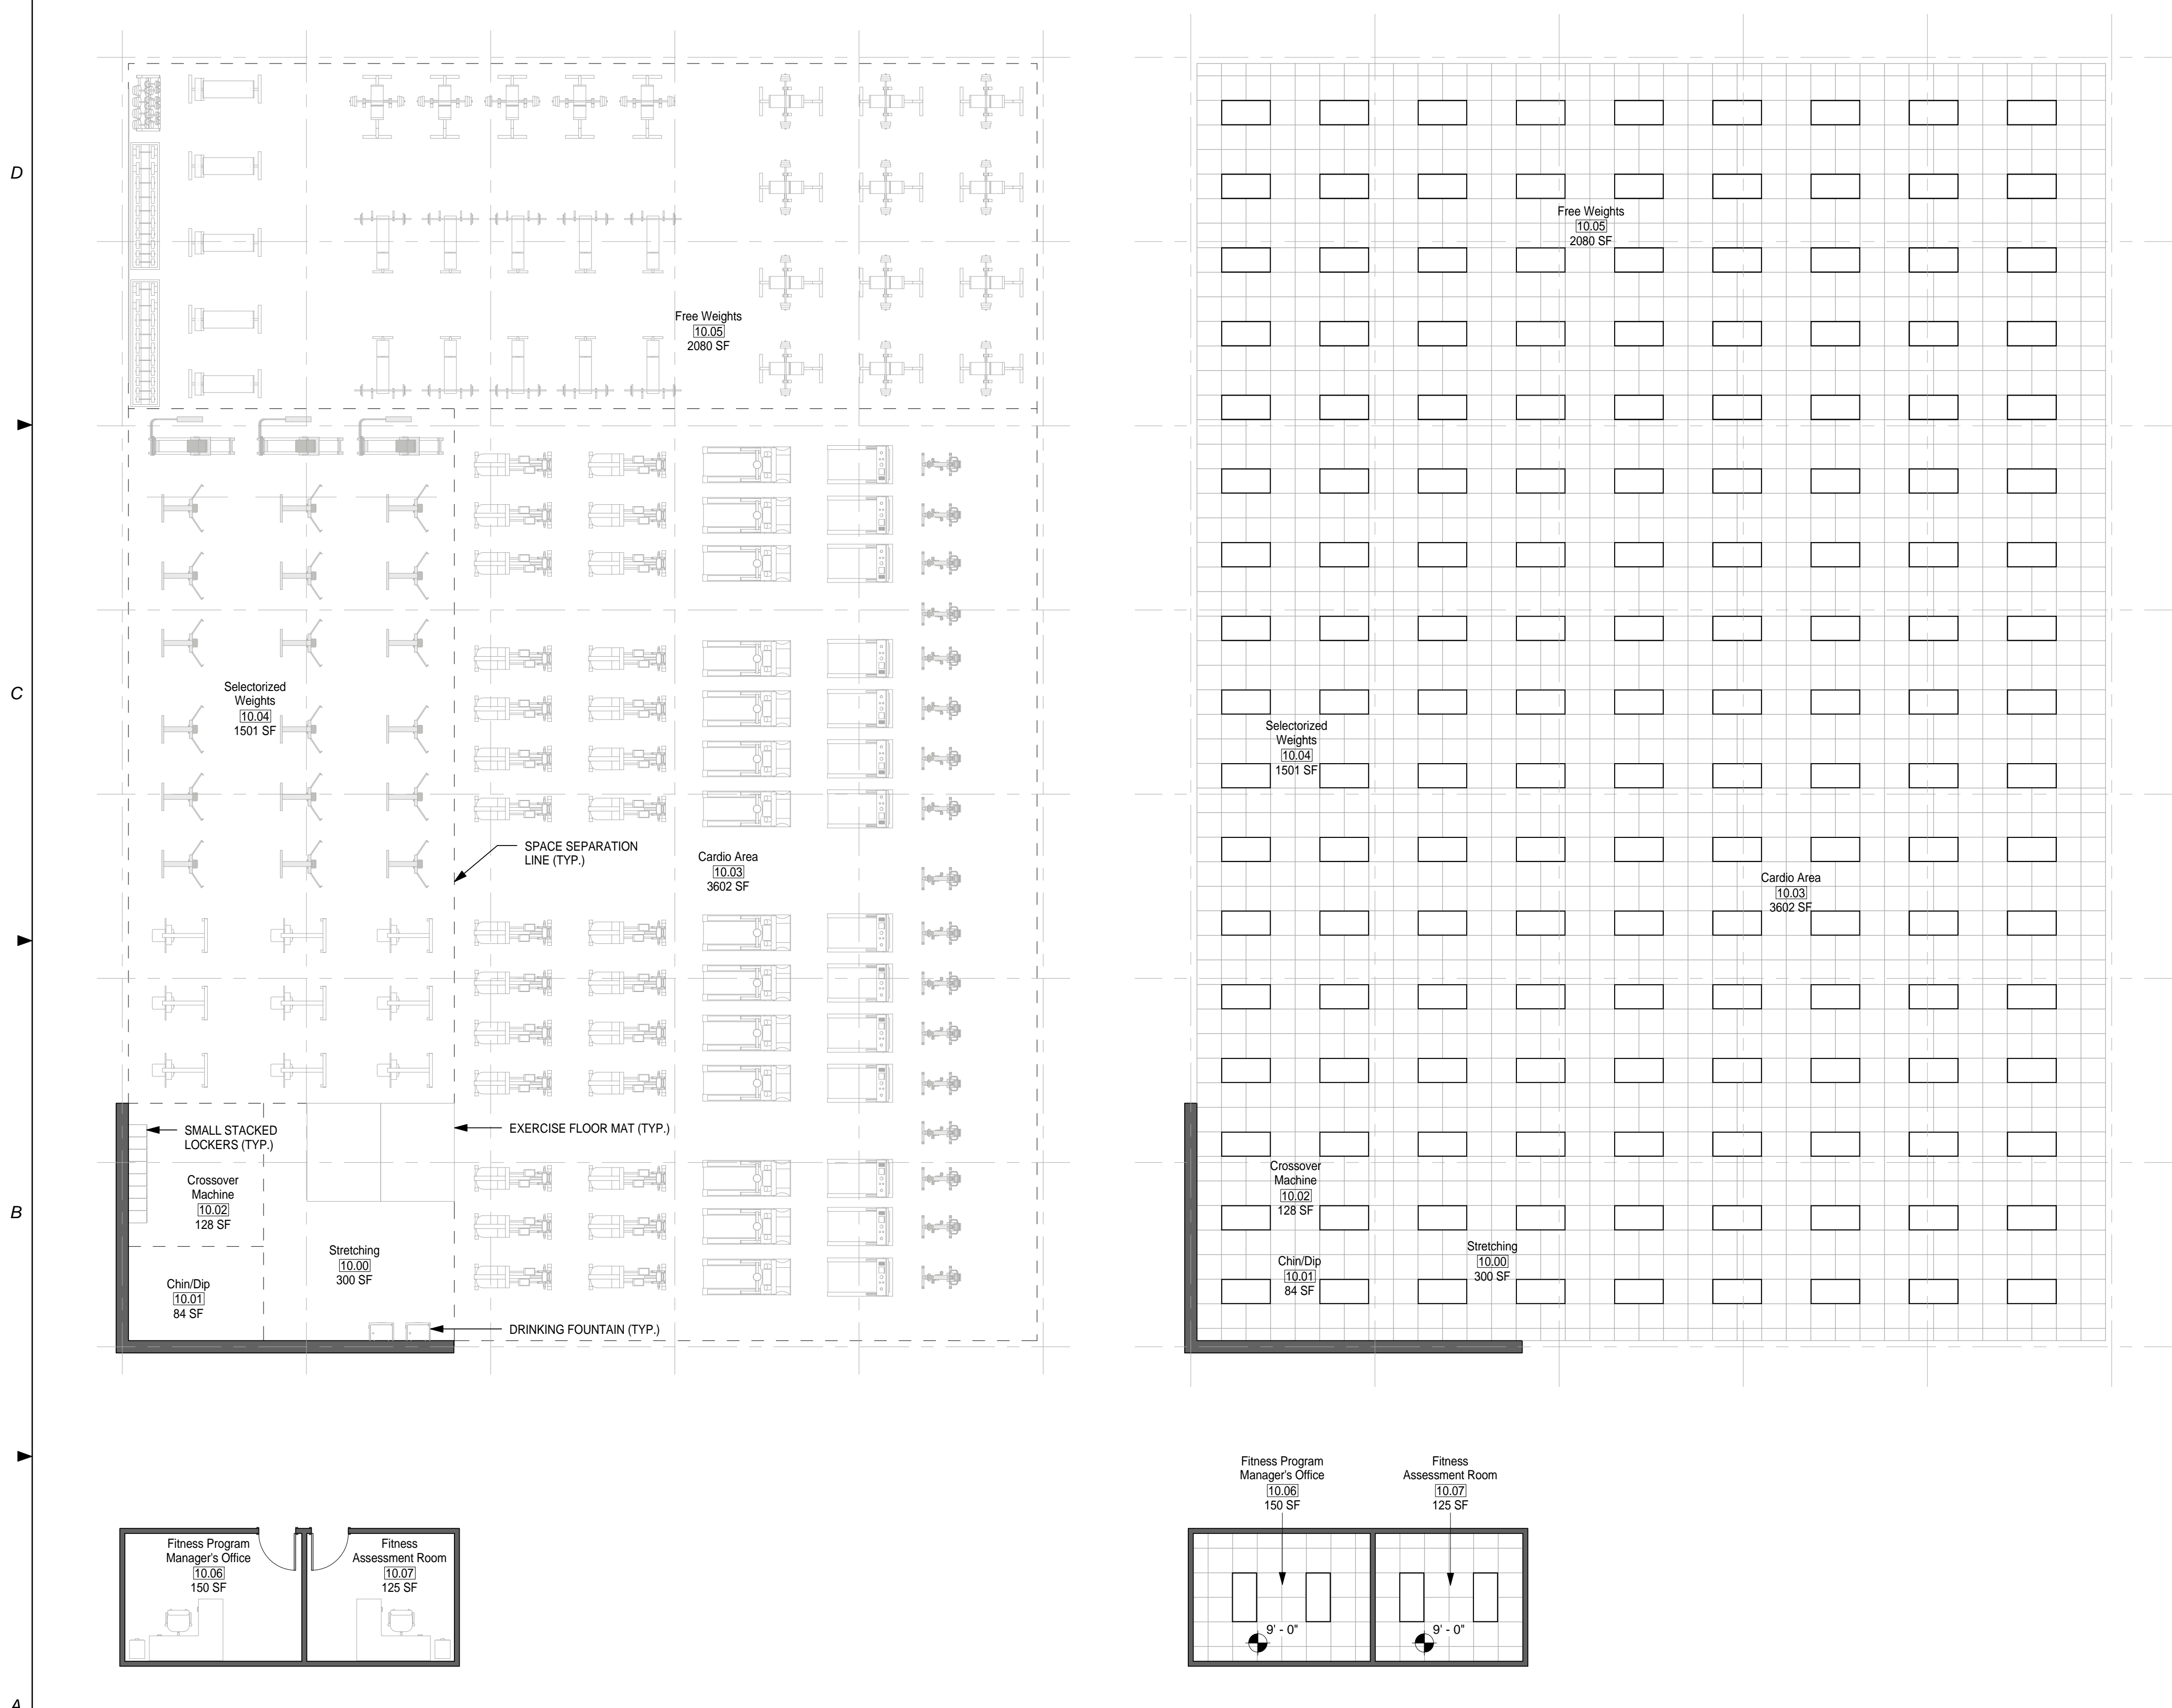 D
Free Weights
10.05
2080 SF
Selectorized
Weights
10.04
1501 SF
C
SPACE SEPARATION
LINE (TYP.)
Cardio Area
10.03
3602 SF
SMALL STACKED
LOCKERS (TYP.)
EXERCISE FLOOR MAT (TYP.)
Crossover
Machine
10.02
128 SF
B
Stretching
10.00
300 SF
Chin/Dip
10.01
84 SF
DRINKING FOUNTAIN (TYP.)
Free Weights
10.05
2080 SF
Selectorized
Weights
10.04
1501 SF
Cardio Area
10.03
3602 SF
Crossover
Machine
10.02
128 SF
Stretching
10.00
300 SF
Chin/Dip
10.01
84 SF
Fitness Program
Manager's Office
10.06
150 SF
Fitness
Assessment Room
10.07
125 SF
Fitness Program
Manager's Office
10.06
150 SF
Fitness
Assessment Room
10.07
125 SF
9' - 0"
9' - 0"
A